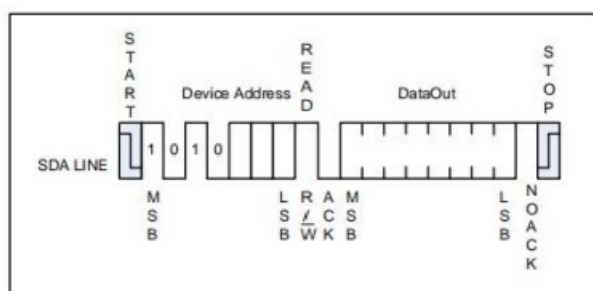 START
READ
STOP
Device Address
DataOut
SDA LINE
1 0 1 0
MSB
LSB
R/W
ACK
MSB
LSB
NOACK